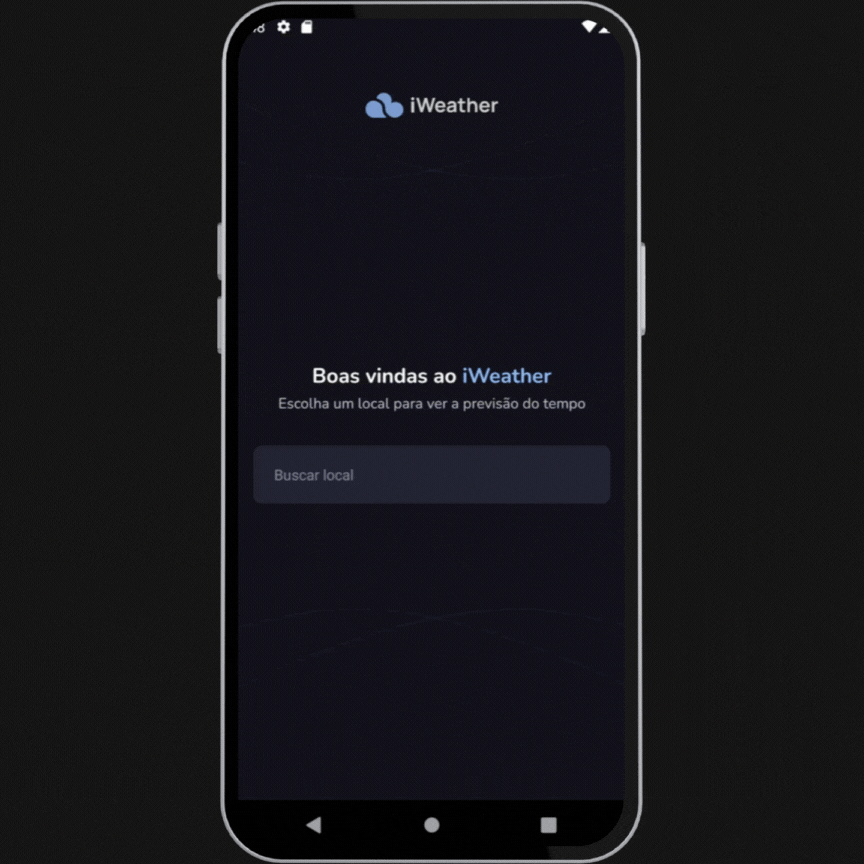 iWeather
Boas vindas ao iWeather
Escolha um local para ver a previsão do tempo
Buscar local